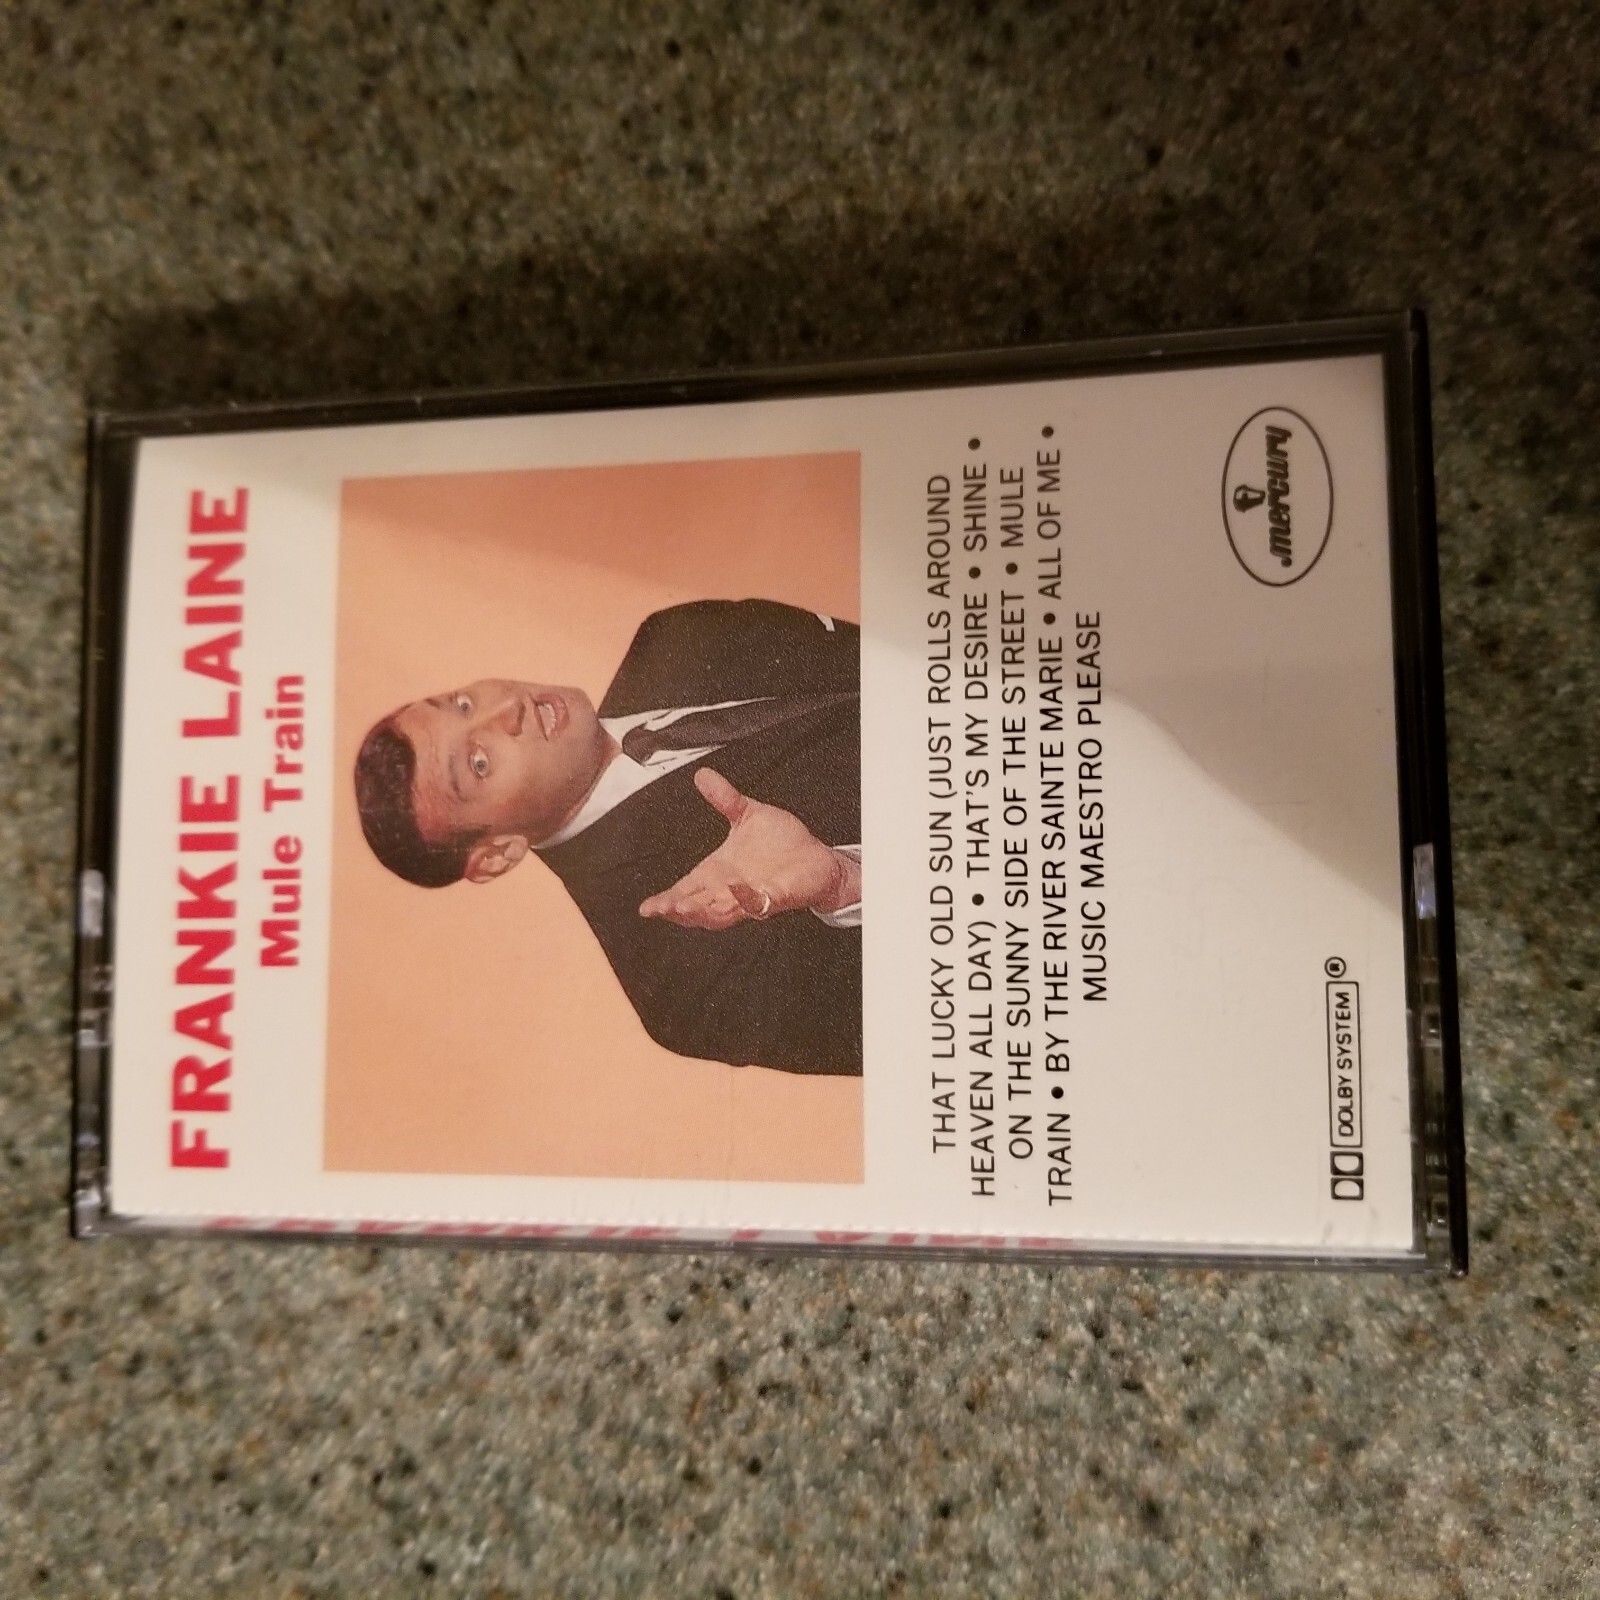 FRANKIE LAINE
Mule Train
THAT LUCKY OLD SUN (JUST ROLLS AROUND
HEAVEN ALL DAY) • THAT'S MY DESIRE • SHINE •
ON THE SUNNY SIDE OF THE STREET • MULE
TRAIN • BY THE RIVER SAINTE MARIE • ALL OF ME •
MUSIC MAESTRO PLEASE
DOLBY SYSTEM ®
mercury